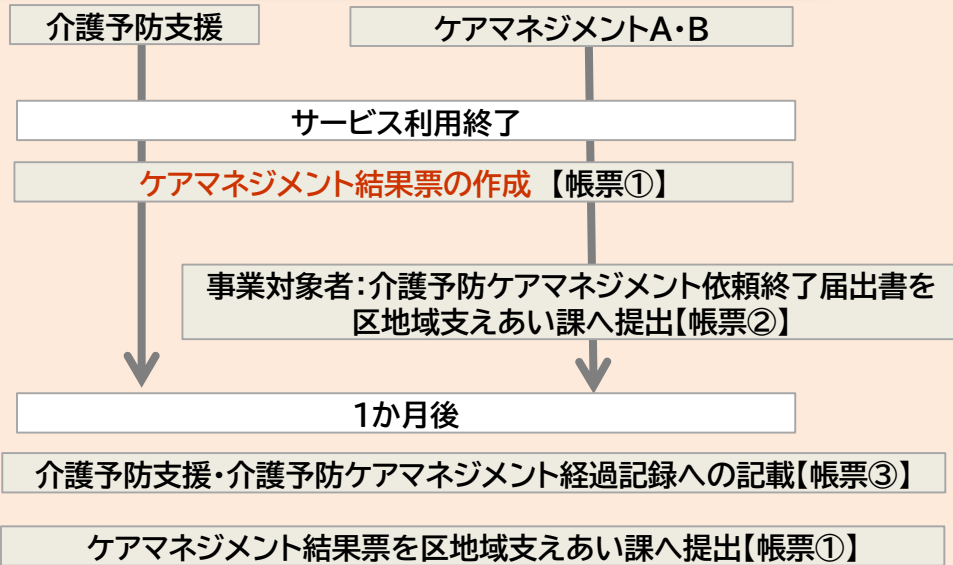 介護予防支援
ケアマネジメントA・B
サービス利用終了
ケアマネジメント結果票の作成 【帳票①】
事業対象者：介護予防ケアマネジメント依頼終了届出書を
区地域支えあい課へ提出【帳票②】
1か月後
介護予防支援・介護予防ケアマネジメント経過記録への記載【帳票③】
ケアマネジメント結果票を区地域支えあい課へ提出【帳票①】